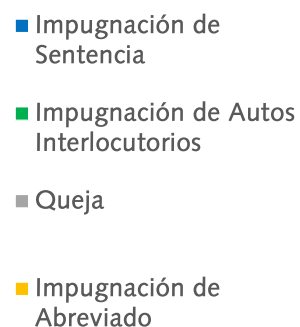 Impugnación de
Sentencia
Impugnación de Autos
Interlocutorios
Queja
Impugnación de
Abreviado